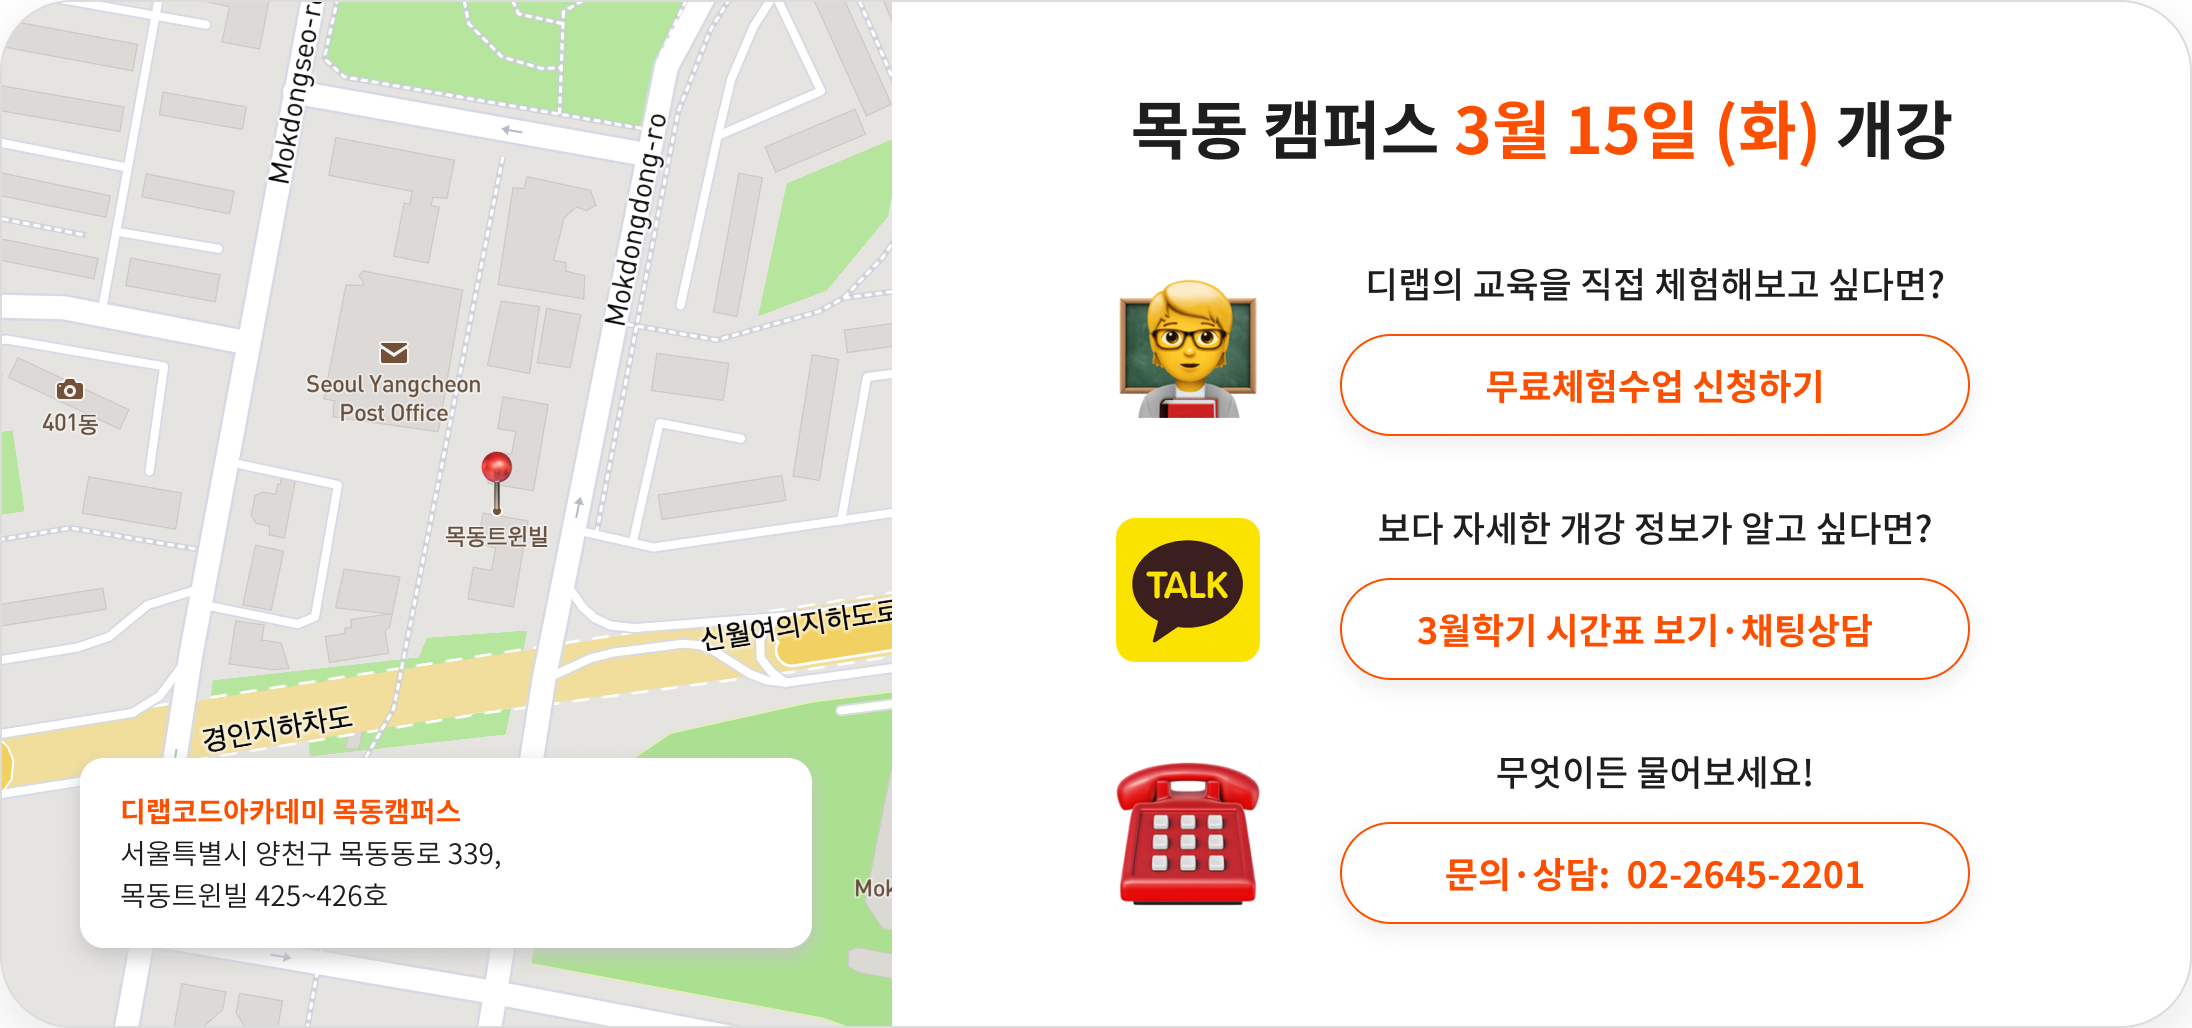 Mokdongseo-r
Mokdongdong-ro
Seoul Yangcheon
Post Office
401동
목동트윈빌
신월여의지하도로
경인지하차도
디랩코드아카데미 목동캠퍼스
서울특별시 양천구 목동동로 339,
목동트윈빌 425~426호
Mok
목동 캠퍼스 3월 15일 (화) 개강
디랩의 교육을 직접 체험해보고 싶다면?
무료체험수업 신청하기
TALK
보다 자세한 개강 정보가 알고 싶다면?
3월학기 시간표 보기·채팅상담
무엇이든 물어보세요!
문의·상담: 02-2645-2201